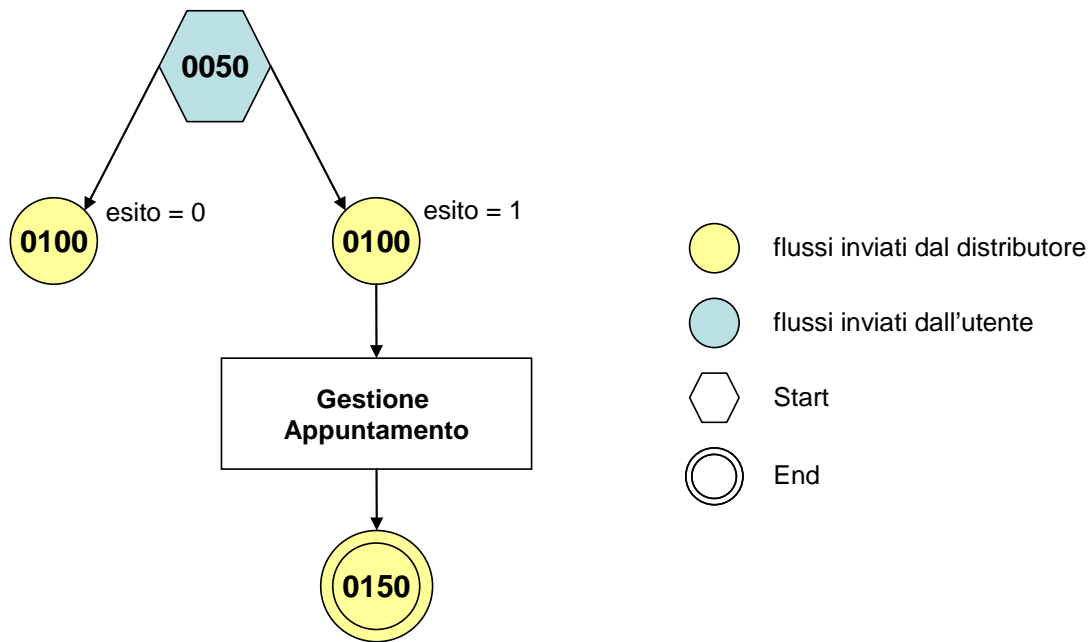 0050
esito = 0
esito = 1
0100
0100
Gestione
Appuntamento
0150
flussi inviati dal distributore
flussi inviati dall'utente
Start
End